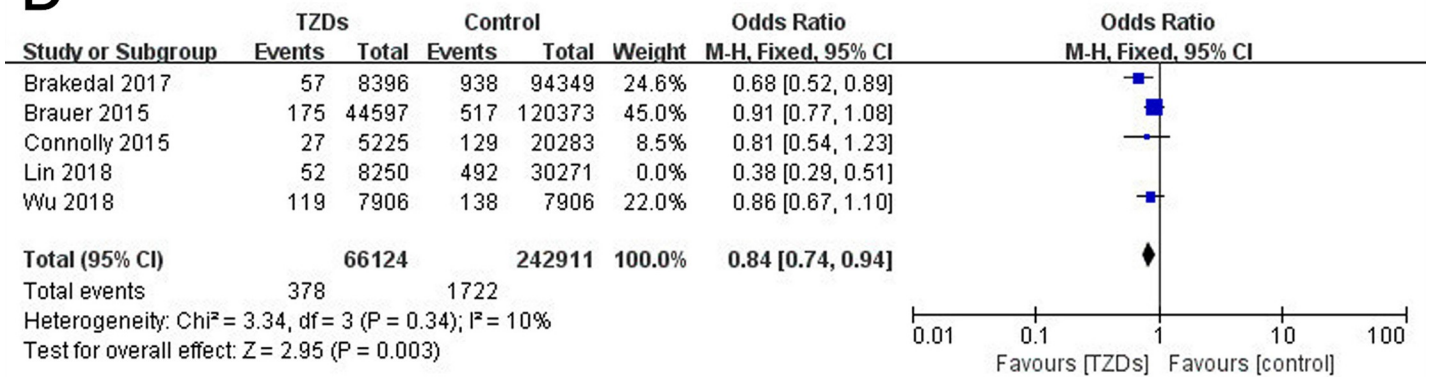 D
TZDs Control Odds Ratio Odds Ratio
Study or Subgroup Events Total Events Total Weight M-H, Fixed, 95% CI M-H, Fixed, 95% CI
Brakedal 2017 57 8396 938 94349 24.6% 0.68 [0.52, 0.89]
Brauer 2015 175 44597 517 120373 45.0% 0.91 [0.77, 1.08]
Connolly 2015 27 5225 129 20283 8.5% 0.81 [0.54, 1.23]
Lin 2018 52 8250 492 30271 0.0% 0.38 [0.29, 0.51]
Wu 2018 119 7906 138 7906 22.0% 0.86 [0.67, 1.10]
Total (95% CI) 66124 242911 100.0% 0.84 [0.74, 0.94]
Total events 378 1722
Heterogeneity: Chi² = 3.34, df = 3 (P = 0.34); I² = 10%
Test for overall effect: Z = 2.95 (P = 0.003)
0.01 0.1 1 10 100
Favours [TZDs] Favours [control]